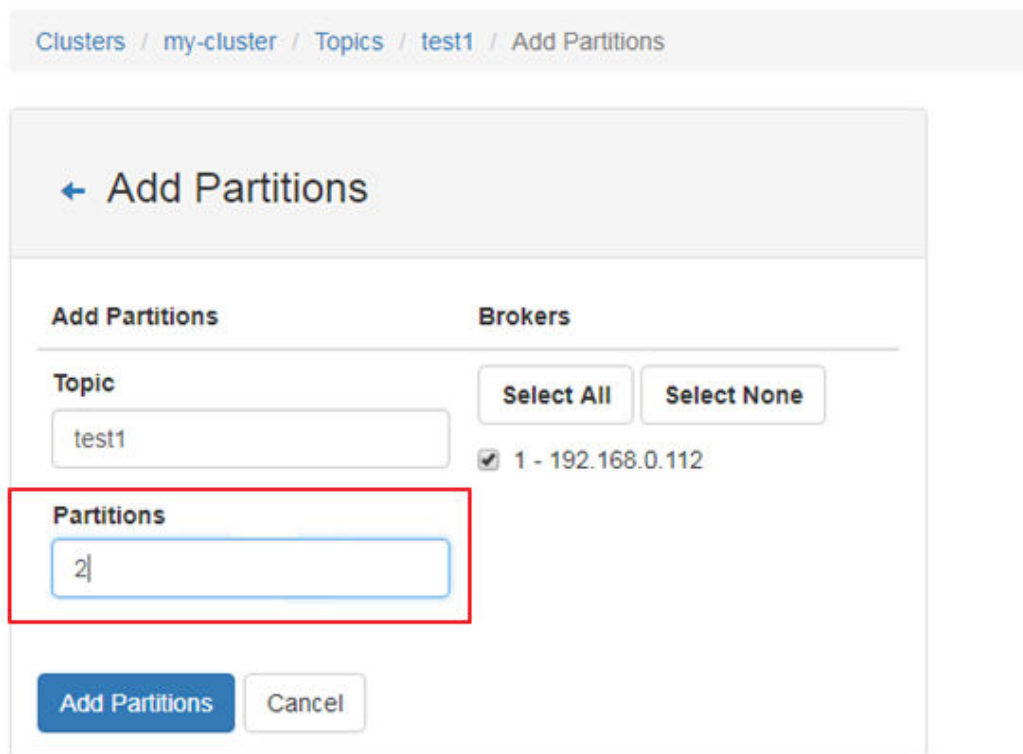 Clusters / my-cluster / Topics / test1 / Add Partitions
Add Partitions
Add Partitions
Brokers
Topic
Select All
Select None
test1
1 - 192.168.0.112
Partitions
2
Add Partitions
Cancel